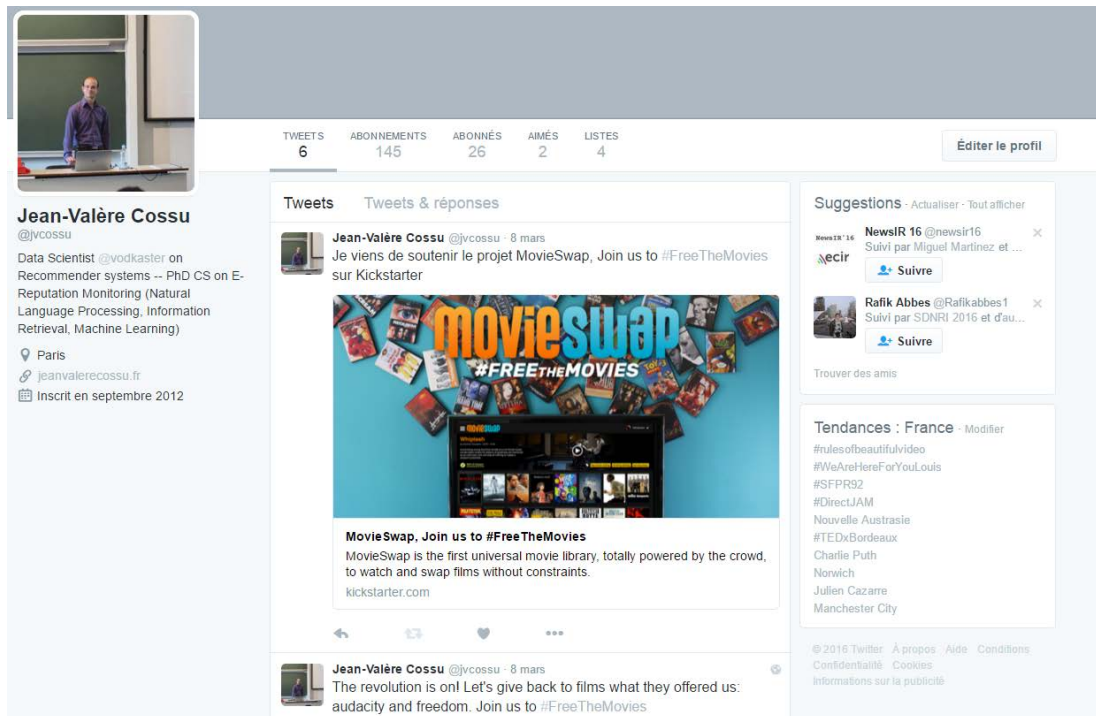 TWEETS
6
ABONNEMENTS
145
ABONNÉS
26
AIMÉS
2
LISTES
4
Éditer le profil
Jean-Valère Cossu
@jvcossu
Data Scientist @vodkaster on
Recommender systems -- PhD CS on E-
Reputation Monitoring (Natural
Language Processing, Information
Retrieval, Machine Learning)
Paris
jeanvalerecossu.fr
Inscrit en septembre 2012
Tweets Tweets & réponses
Jean-Valère Cossu @jvcossu · 8 mars
Je viens de soutenir le projet MovieSwap, Join us to #FreeTheMovies
sur Kickstarter
MOViESWAP
#FREETHEMOVIES
MOViESWAP
Whiplash
MovieSwap, Join us to #FreeTheMovies
MovieSwap is the first universal movie library, totally powered by the crowd,
to watch and swap films without constraints.
kickstarter.com
Jean-Valère Cossu @jvcossu · 8 mars
The revolution is on! Let's give back to films what they offered us:
audacity and freedom. Join us to #FreeTheMovies
Suggestions · Actualiser · Tout afficher
NewsIR'16
ecir
NewsIR 16 @newsir16
Suivi par Miguel Martinez et ...
Suivre
Rafik Abbes @Rafikabbes1
Suivi par SDNRI 2016 et d'au...
Suivre
Trouver des amis
Tendances : France · Modifier
#rulesofbeautifulvideo
#WeAreHereForYouLouis
#SFPR92
#DirectJAM
Nouvelle Austrasie
#TEDxBordeaux
Charlie Puth
Norwich
Julien Cazarre
Manchester City
© 2016 Twitter À propos Aide Conditions
Confidentialité Cookies
Informations sur la publicité